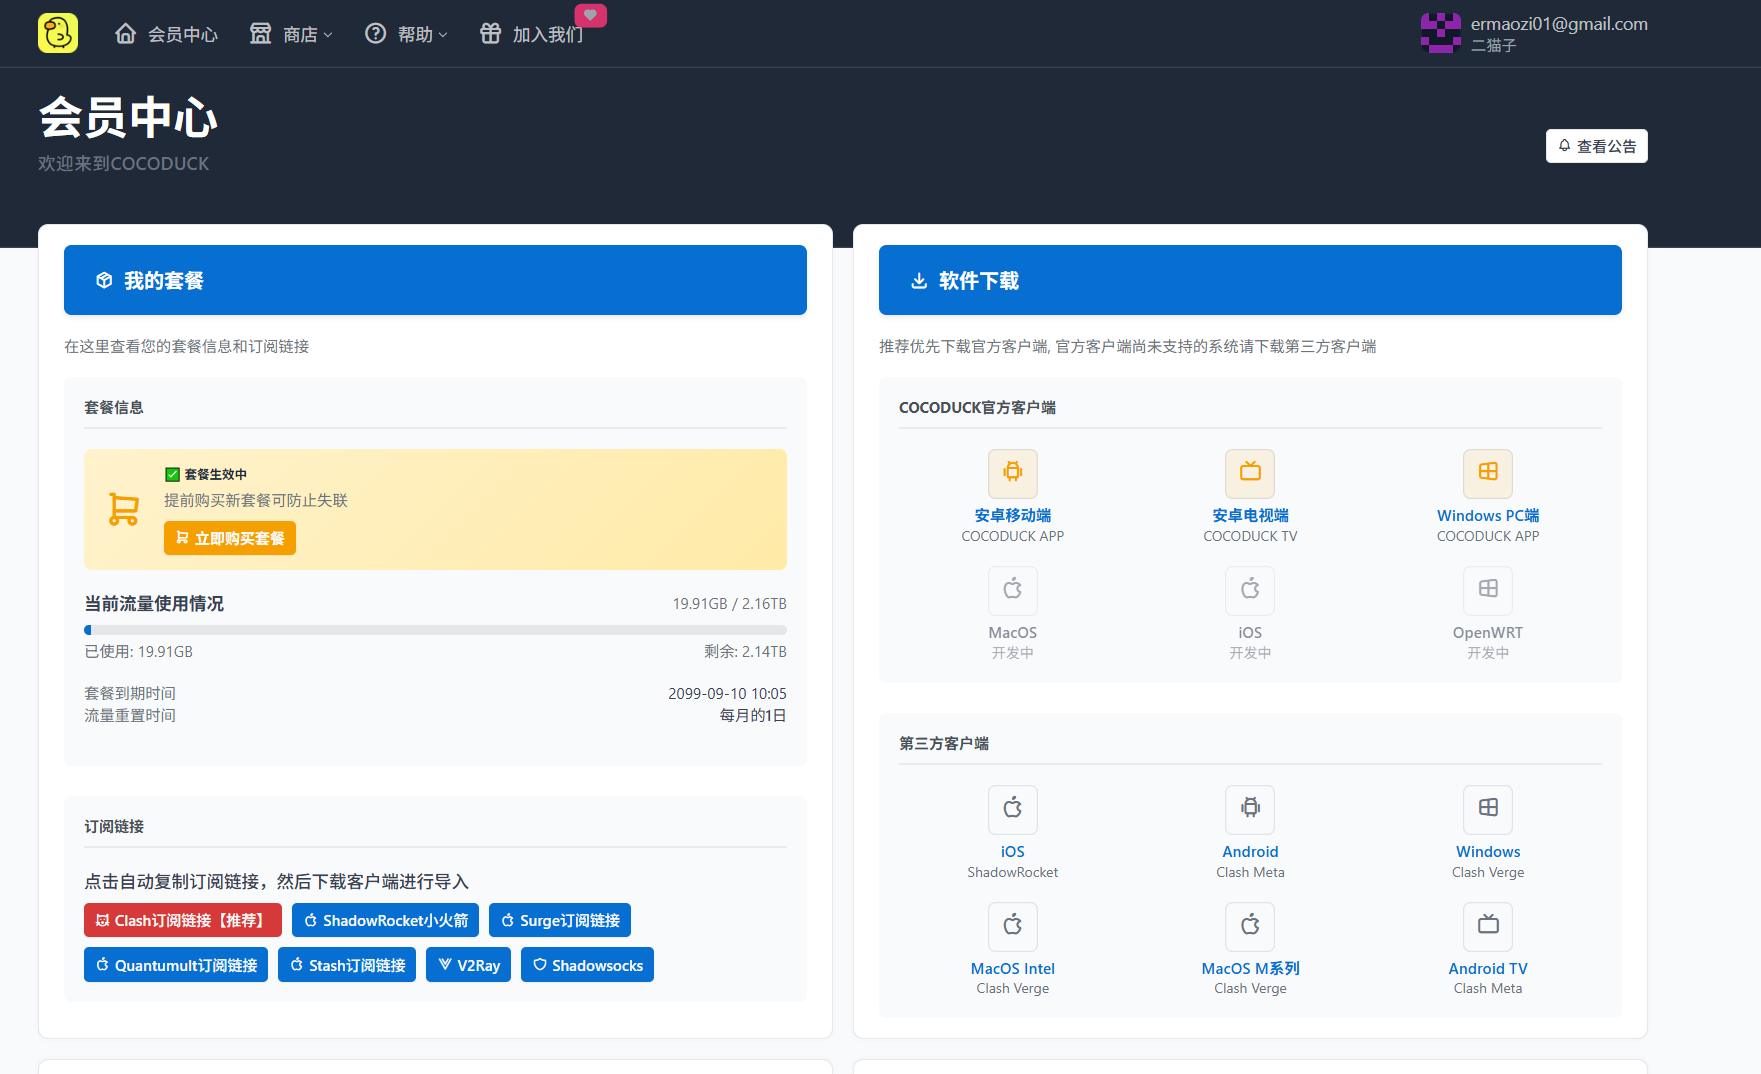 会员中心
商店
帮助
加入我们
ermaozi01@gmail.com
二猫子
会员中心
欢迎来到COCODUCK
查看公告
我的套餐
在这里查看您的套餐信息和订阅链接
套餐信息
套餐生效中
提前购买新套餐可防止失联
立即购买套餐
当前流量使用情况
19.91GB / 2.16TB
已使用: 19.91GB
剩余: 2.14TB
套餐到期时间
2099-09-10 10:05
流量重置时间
每月的1日
订阅链接
点击自动复制订阅链接，然后下载客户端进行导入
Clash订阅链接【推荐】
ShadowRocket小火箭
Surge订阅链接
Quantumult订阅链接
Stash订阅链接
V2Ray
Shadowsocks
软件下载
推荐优先下载官方客户端, 官方客户端尚未支持的系统请下载第三方客户端
COCODUCK官方客户端
安卓移动端
COCODUCK APP
安卓电视端
COCODUCK TV
Windows PC端
COCODUCK APP
MacOS
开发中
iOS
开发中
OpenWRT
开发中
第三方客户端
iOS
ShadowRocket
Android
Clash Meta
Windows
Clash Verge
MacOS Intel
Clash Verge
MacOS M系列
Clash Verge
Android TV
Clash Meta